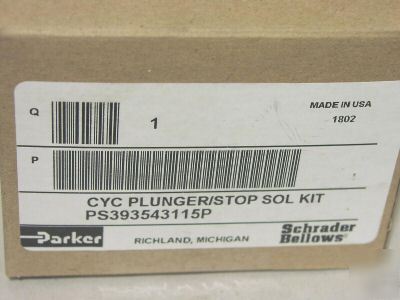 Q 1 MADE IN USA
1802
P
CYC PLUNGER/STOP SOL KIT
PS393543115P
Parker RICHLAND, MICHIGAN Schrader
Bellows